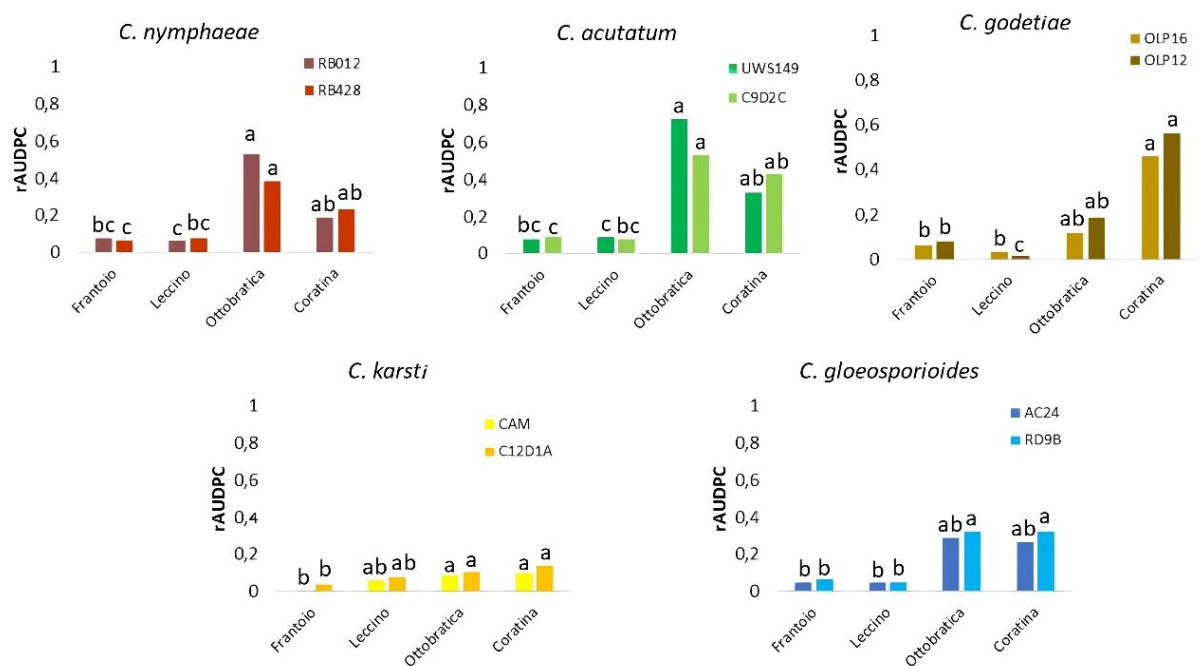 C. nymphaeae
rAUDPC
1
0,8
0,6
0,4
0,2
0
RB012
RB428
bc c
c bc
a a
ab ab
Frantoio
Leccino
Ottobratica
Coratina
C. acutatum
rAUDPC
1
0,8
0,6
0,4
0,2
0
UWS149
C9D2C
bc c
c bc
a ab
ab ab
Frantoio
Leccino
Ottobratica
Coratina
C. godetiae
rAUDPC
1
0,8
0,6
0,4
0,2
0
OLP16
OLP12
b b
b c
ab ab
a a
Frantoio
Leccino
Ottobratica
Coratina
C. karsti
rAUDPC
1
0,8
0,6
0,4
0,2
0
CAM
C12D1A
b b
ab ab
a a
a a
Frantoio
Leccino
Ottobratica
Coratina
C. gloeosporioides
rAUDPC
1
0,8
0,6
0,4
0,2
0
AC24
RD9B
b b
b b
ab a
ab a
Frantoio
Leccino
Ottobratica
Coratina